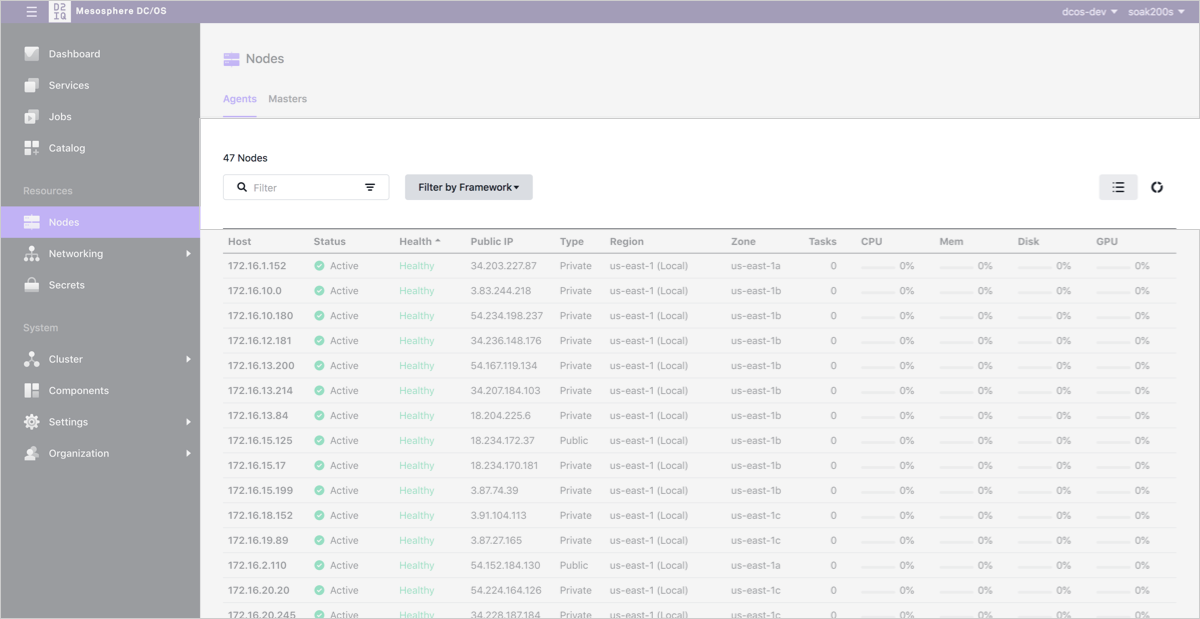 D2IQ Mesosphere DC/OS dcos-dev soak200s
Dashboard
Services
Jobs
Catalog
Resources
Nodes
Networking
Secrets
System
Cluster
Components
Settings
Organization
Nodes
Agents Masters
47 Nodes
Filter Filter by Framework
Host Status Health Public IP Type Region Zone Tasks CPU Mem Disk GPU
172.16.1.152 Active Healthy 34.203.227.87 Private us-east-1 (Local) us-east-1a 0 0% 0% 0% 0%
172.16.10.0 Active Healthy 3.83.244.218 Private us-east-1 (Local) us-east-1b 0 0% 0% 0% 0%
172.16.10.180 Active Healthy 54.234.198.237 Private us-east-1 (Local) us-east-1b 0 0% 0% 0% 0%
172.16.12.181 Active Healthy 34.236.148.176 Private us-east-1 (Local) us-east-1b 0 0% 0% 0% 0%
172.16.13.200 Active Healthy 54.167.119.134 Private us-east-1 (Local) us-east-1b 0 0% 0% 0% 0%
172.16.13.214 Active Healthy 34.207.184.103 Private us-east-1 (Local) us-east-1b 0 0% 0% 0% 0%
172.16.13.84 Active Healthy 18.204.225.6 Private us-east-1 (Local) us-east-1b 0 0% 0% 0% 0%
172.16.15.125 Active Healthy 18.234.172.37 Public us-east-1 (Local) us-east-1b 0 0% 0% 0% 0%
172.16.15.17 Active Healthy 18.234.170.181 Private us-east-1 (Local) us-east-1b 0 0% 0% 0% 0%
172.16.15.199 Active Healthy 3.87.74.39 Private us-east-1 (Local) us-east-1b 0 0% 0% 0% 0%
172.16.18.152 Active Healthy 3.91.104.113 Private us-east-1 (Local) us-east-1c 0 0% 0% 0% 0%
172.16.19.89 Active Healthy 3.87.27.165 Private us-east-1 (Local) us-east-1c 0 0% 0% 0% 0%
172.16.2.110 Active Healthy 54.152.184.130 Public us-east-1 (Local) us-east-1a 0 0% 0% 0% 0%
172.16.20.20 Active Healthy 54.224.164.126 Private us-east-1 (Local) us-east-1c 0 0% 0% 0% 0%
172.16.20.245 Active Healthy 34.228.187.184 Private us-east-1 (Local) us-east-1c 0 0% 0% 0% 0%